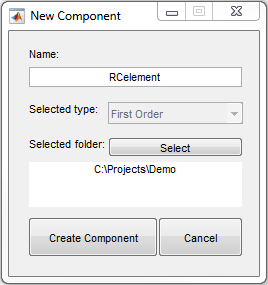 New Component
Name:
RCelement
Selected type:
First Order
Selected folder:
Select
C:\Projects\Demo
Create Component
Cancel